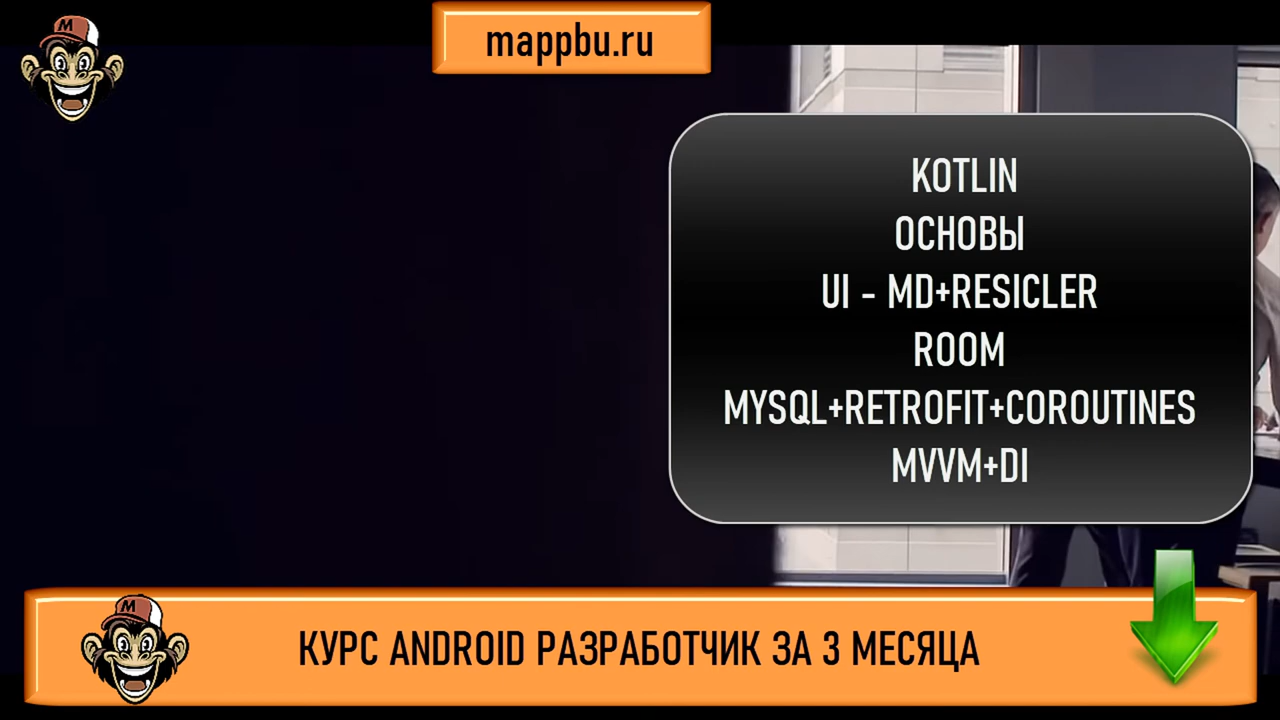 M
mappbu.ru
KOTLIN
ОСНОВЫ
UI - MD+RESICLER
ROOM
MYSQL+RETROFIT+COROUTINES
MVVM+DI
M
КУРС ANDROID РАЗРАБОТЧИК ЗА 3 МЕСЯЦА